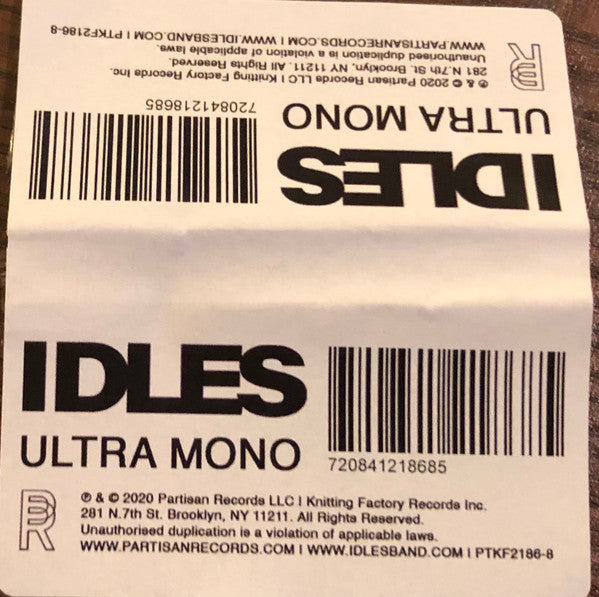 WWW.PARTISANRECORDS.COM I WWW.IDLESBAND.COM I PTKF2186-8
Unauthorised duplication is a violation of applicable laws.
281 N.7th St. Brooklyn, NY 11211. All Rights Reserved.
℗ & © 2020 Partisan Records LLC I Knitting Factory Records Inc.
720841218685
ULTRA MONO
IDLES
IDLES
ULTRA MONO
720841218685
℗ & © 2020 Partisan Records LLC I Knitting Factory Records Inc.
281 N.7th St. Brooklyn, NY 11211. All Rights Reserved.
Unauthorised duplication is a violation of applicable laws.
WWW.PARTISANRECORDS.COM I WWW.IDLESBAND.COM I PTKF2186-8